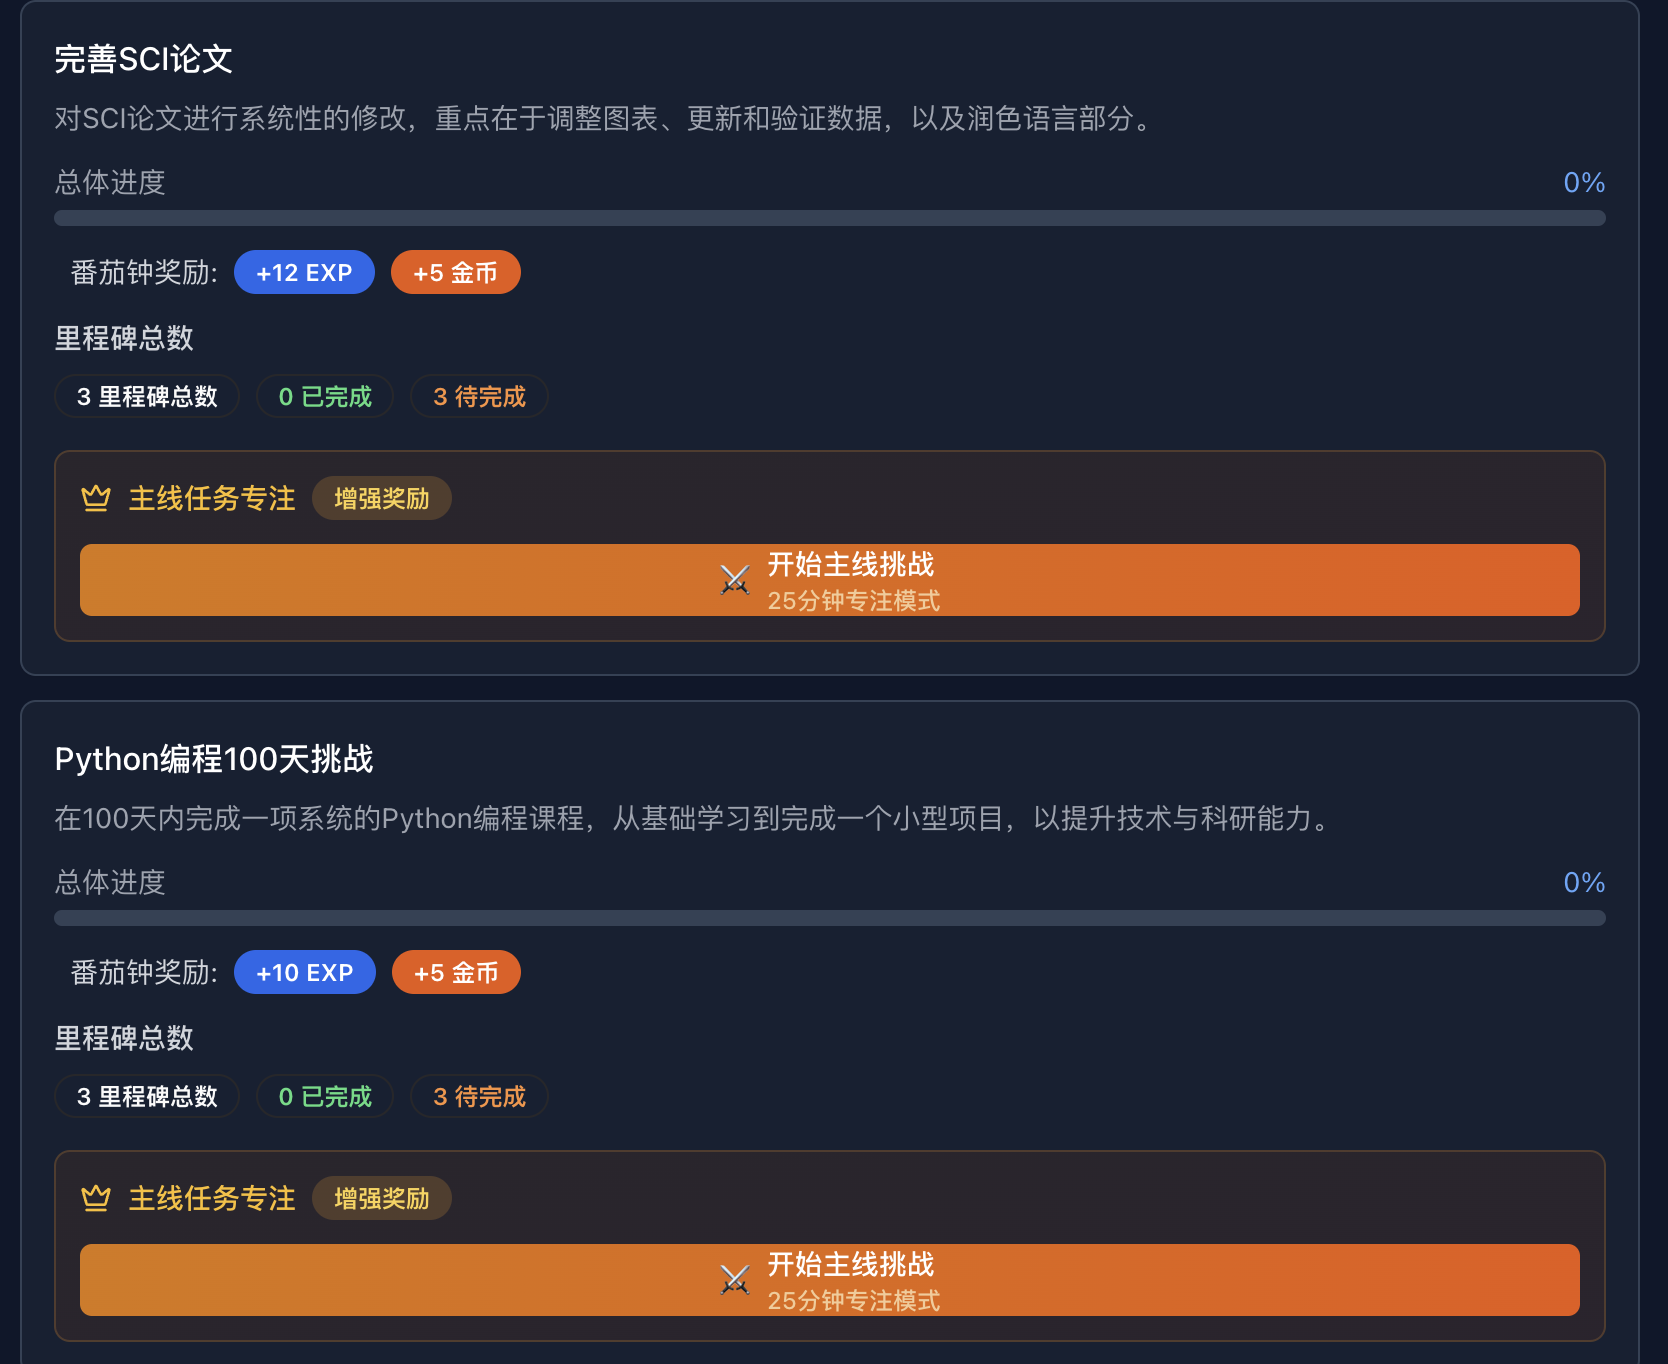 完善SCI论文
对SCI论文进行系统性的修改，重点在于调整图表、更新和验证数据，以及润色语言部分。
总体进度 0%
番茄钟奖励: +12 EXP +5 金币
里程碑总数
3 里程碑总数 0 已完成 3 待完成
主线任务专注 增强奖励
开始主线挑战
25分钟专注模式
Python编程100天挑战
在100天内完成一项系统的Python编程课程，从基础学习到完成一个小型项目，以提升技术与科研能力。
总体进度 0%
番茄钟奖励: +10 EXP +5 金币
里程碑总数
3 里程碑总数 0 已完成 3 待完成
主线任务专注 增强奖励
开始主线挑战
25分钟专注模式